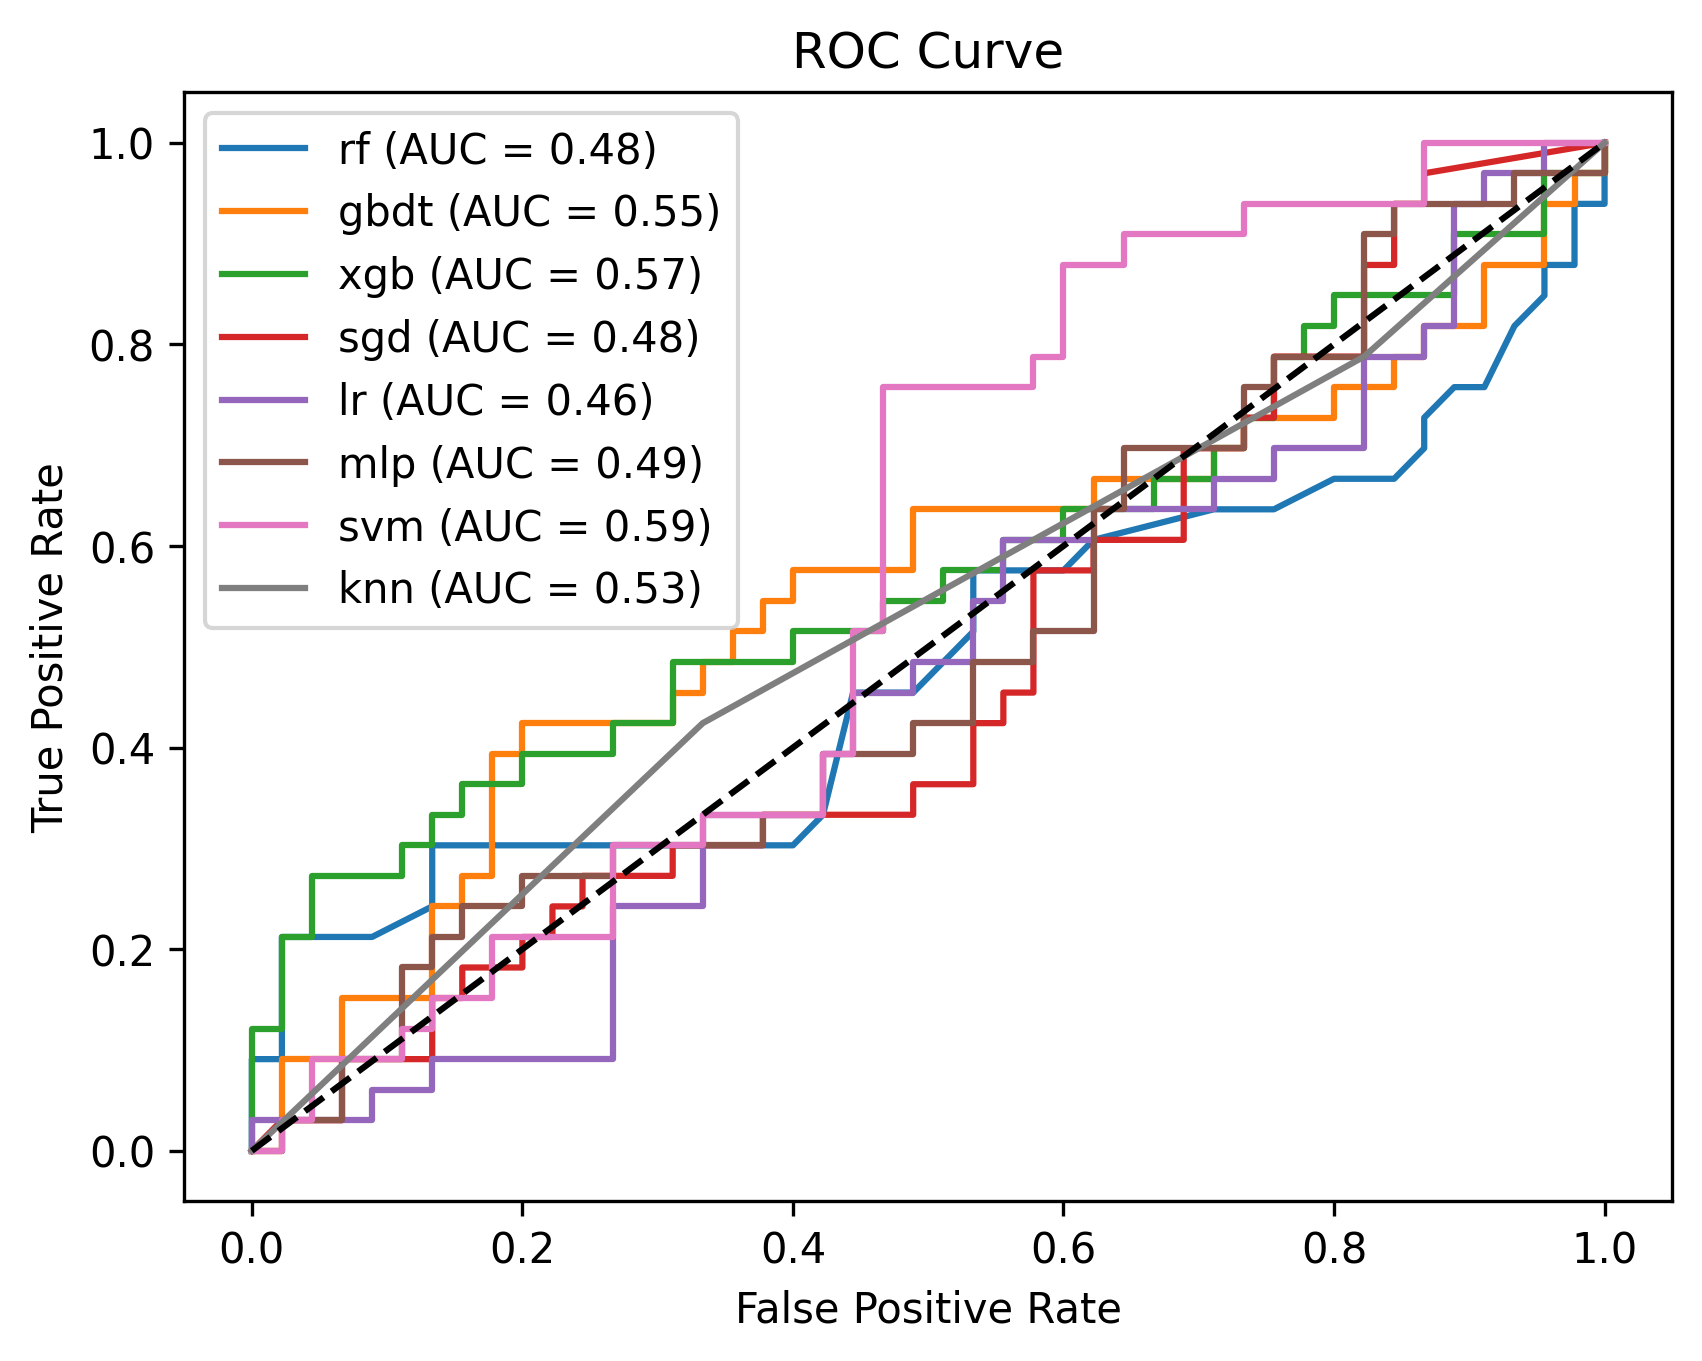 ROC Curve
rf (AUC = 0.48)
gbdt (AUC = 0.55)
xgb (AUC = 0.57)
sgd (AUC = 0.48)
lr (AUC = 0.46)
mlp (AUC = 0.49)
svm (AUC = 0.59)
knn (AUC = 0.53)
True Positive Rate
1.0
0.8
0.6
0.4
0.2
0.0
0.0 0.2 0.4 0.6 0.8 1.0
False Positive Rate